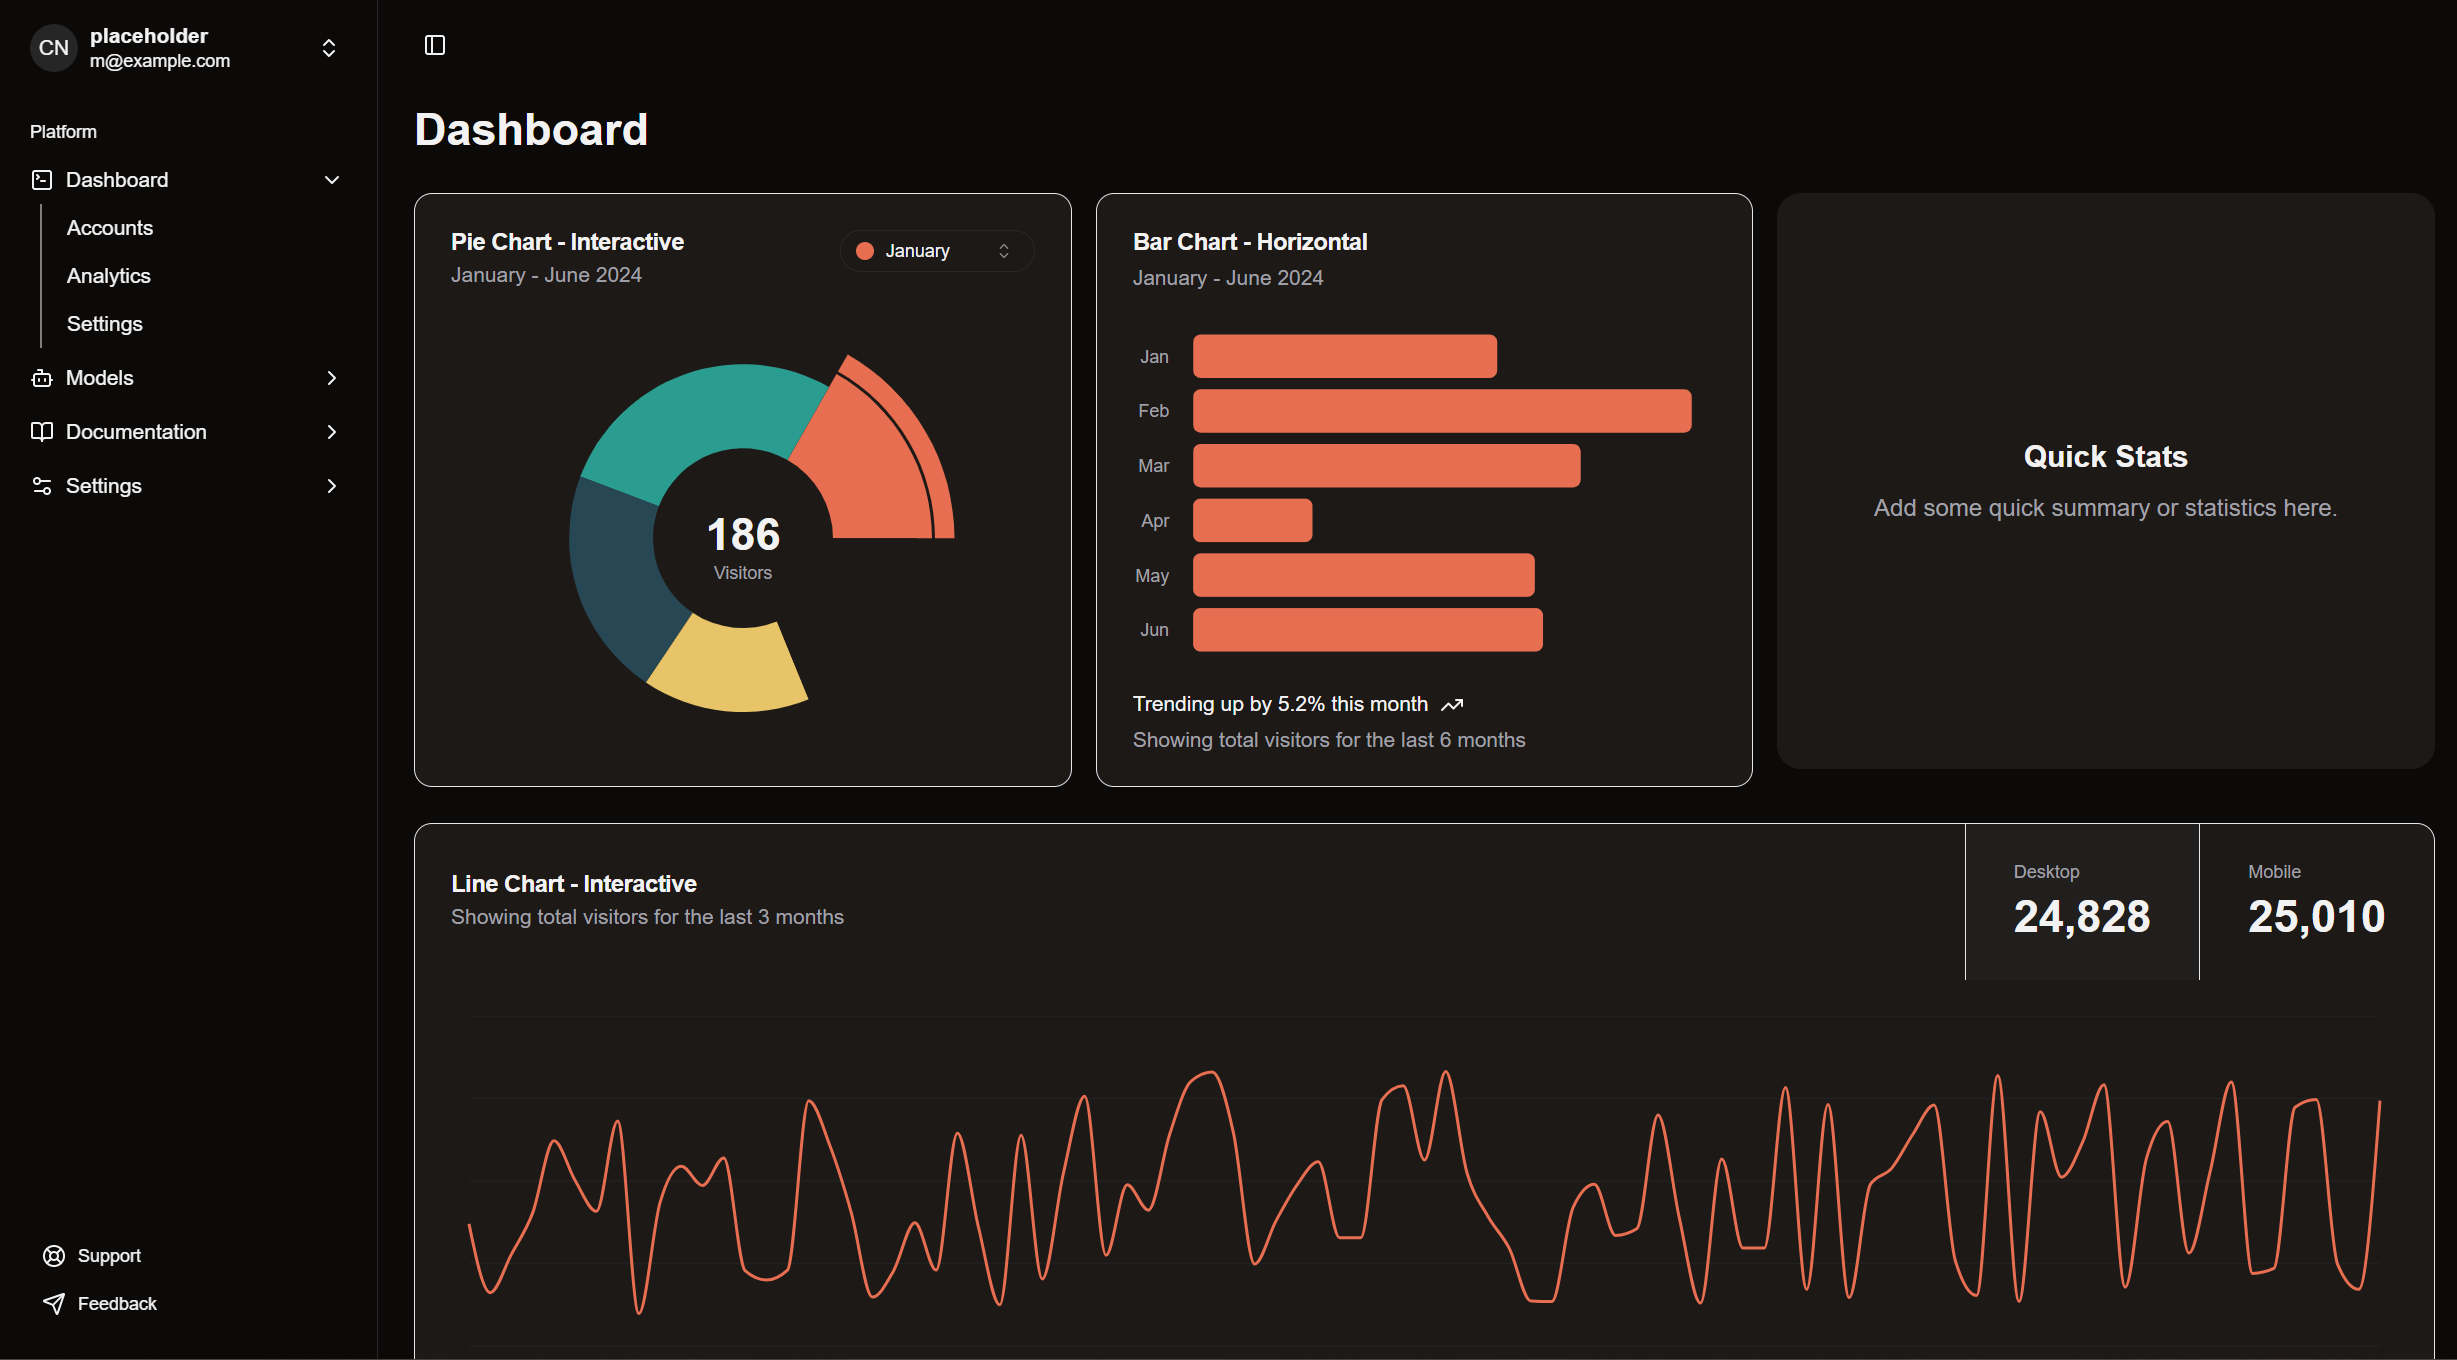 CN
placeholder
m@example.com
Platform
Dashboard
Accounts
Analytics
Settings
Models
Documentation
Settings
Support
Feedback
Dashboard
Pie Chart - Interactive
January - June 2024
January
186
Visitors
Bar Chart - Horizontal
January - June 2024
Jan
Feb
Mar
Apr
May
Jun
Trending up by 5.2% this month
Showing total visitors for the last 6 months
Quick Stats
Add some quick summary or statistics here.
Line Chart - Interactive
Showing total visitors for the last 3 months
Desktop
24,828
Mobile
25,010